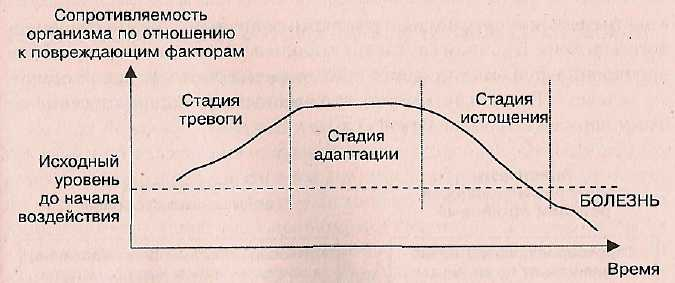 Сопротивляемость
организма по отношению
к повреждающим факторам
Стадия
тревоги
Стадия
адаптации
Стадия
истощения
Исходный
уровень
до начала
воздействия
БОЛЕЗНЬ
Время